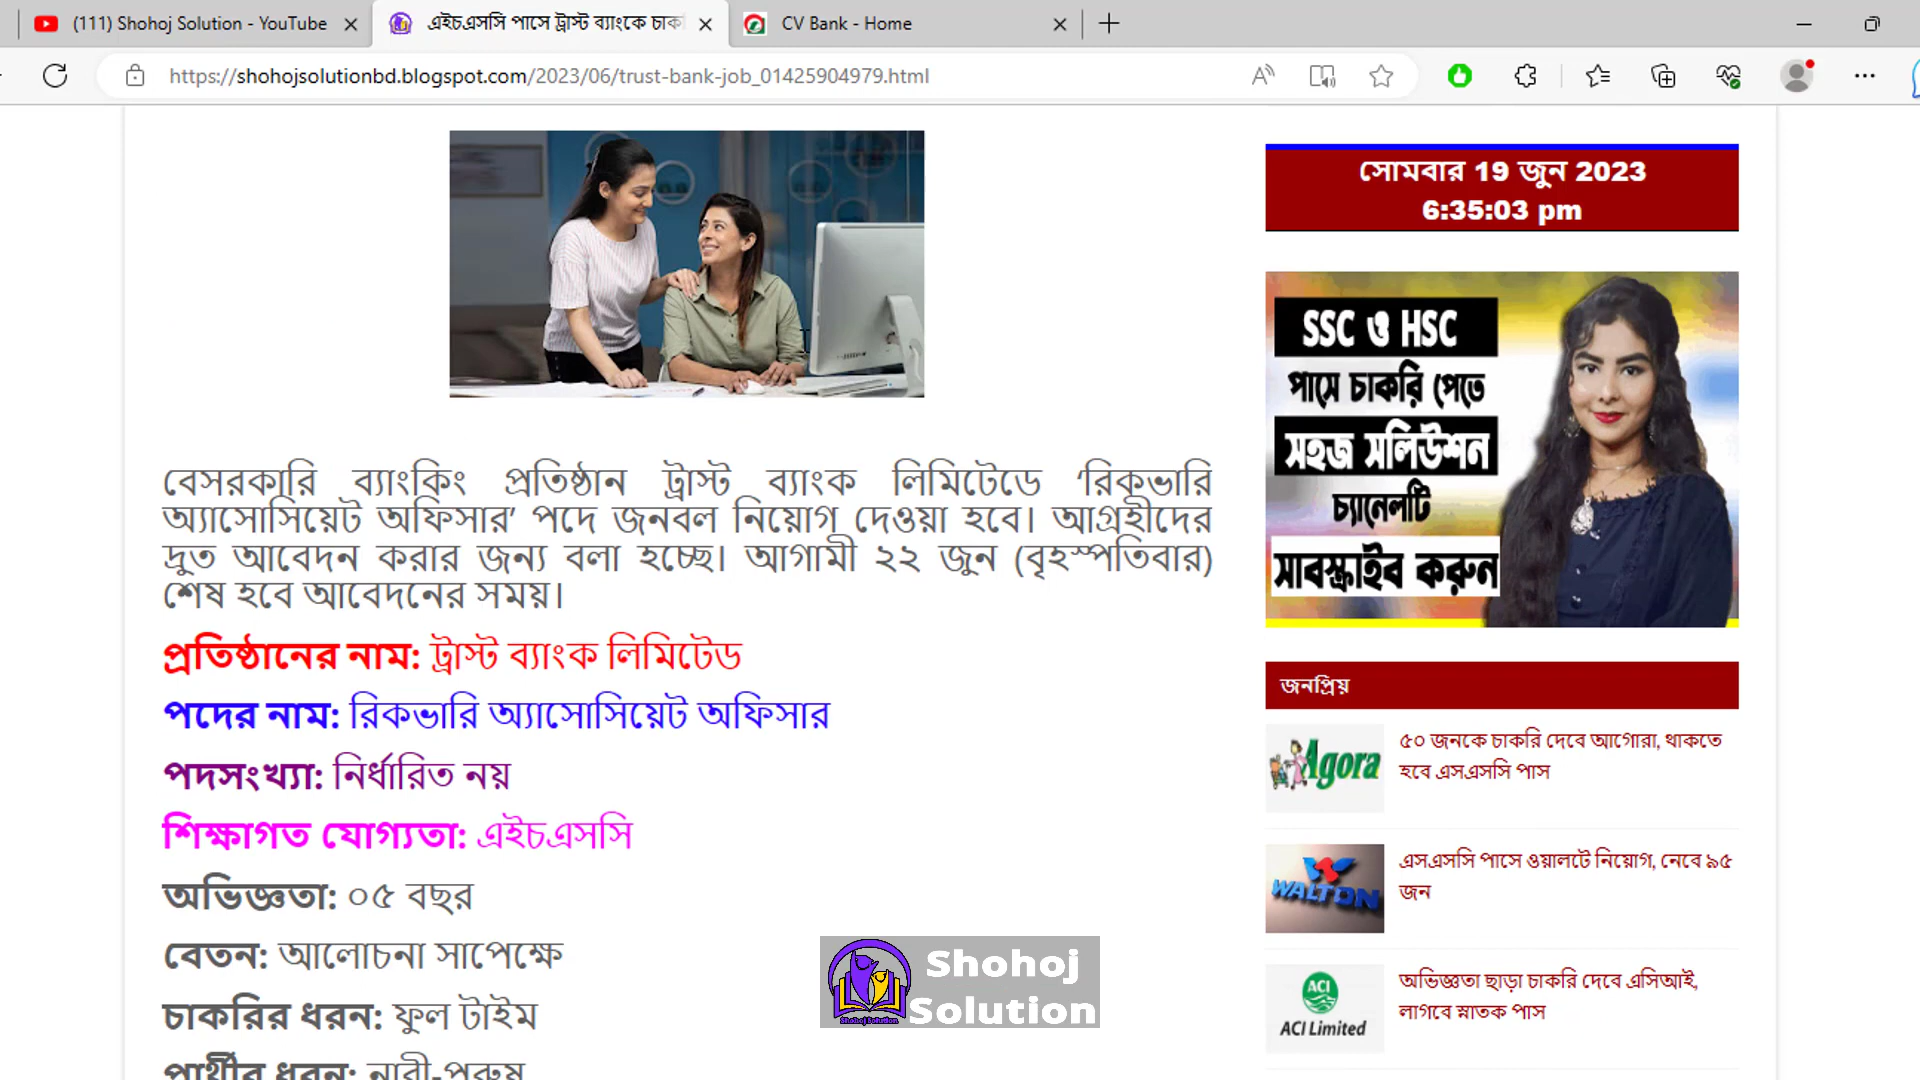 (111) Shohoj Solution - YouTube
এইচএসসি পাসে ট্রাস্ট ব্যাংকে চাক
CV Bank - Home
https://shohojsolutionbd.blogspot.com/2023/06/trust-bank-job_01425904979.html
সোমবার 19 জুন 2023
6:35:03 pm
SSC ও HSC
পাসে চাকরি পেতে
সহজ সলিউশন
চ্যানেলটি
সাবস্ক্রাইব করুন
বেসরকারি ব্যাংকিং প্রতিষ্ঠান ট্রাস্ট ব্যাংক লিমিটেডে ‘রিকভারি
অ্যাসোসিয়েট অফিসার’ পদে জনবল নিয়োগ দেওয়া হবে। আগ্রহীদের
দ্রুত আবেদন করার জন্য বলা হচ্ছে। আগামী ২২ জুন (বৃহস্পতিবার)
শেষ হবে আবেদনের সময়।
প্রতিষ্ঠানের নাম: ট্রাস্ট ব্যাংক লিমিটেড
পদের নাম: রিকভারি অ্যাসোসিয়েট অফিসার
পদসংখ্যা: নির্ধারিত নয়
শিক্ষাগত যোগ্যতা: এইচএসসি
অভিজ্ঞতা: ০৫ বছর
বেতন: আলোচনা সাপেক্ষে
চাকরির ধরন: ফুল টাইম
প্রার্থীর ধরন: নারী-পুরুষ
জনপ্রিয়
Agora
৫০ জনকে চাকরি দেবে আগোরা, থাকতে
হবে এসএসসি পাস
WALTON
এসএসসি পাসে ওয়ালটে নিয়োগ, নেবে ৯৫
জন
ACI
ACI Limited
অভিজ্ঞতা ছাড়া চাকরি দেবে এসিআই,
লাগবে স্নাতক পাস
Shohoj
Solution
Shohoj Solution